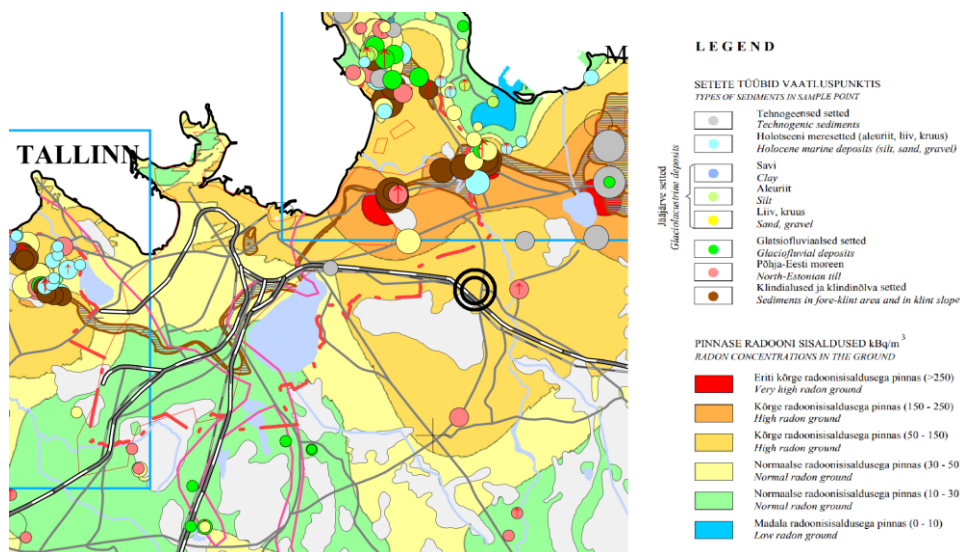 TALLINN
M
LEGEND
SETETE TÜÜBID VAATLUSPUNKTIS
TYPES OF SEDIMENTS IN SAMPLE POINT
Tehnogeensed setted
Technogenic sediments
Holotseeni meresetted (aleuriit, liiv, kruus)
Holocene marine deposits (silt, sand, gravel)
Jääjärve setted
Glaciolacustrine deposits
Savi
Clay
Aleuriit
Silt
Liiv, kruus
Sand, gravel
Glatsiofluviaalsed setted
Glaciofluvial deposits
Põhja-Eesti moreen
North-Estonian till
Klindialused ja klindinõlva setted
Sediments in fore-klint area and in klint slope
PINNASE RADOONI SISALDUSED kBq/m³
RADON CONCENTRATIONS IN THE GROUND
Eriti kõrge radoonisisaldusega pinnas (>250)
Very high radon ground
Kõrge radoonisisaldusega pinnas (150 - 250)
High radon ground
Kõrge radoonisisaldusega pinnas (50 - 150)
High radon ground
Normaalse radoonisisaldusega pinnas (30 - 50
Normal radon ground
Normaalse radoonisisaldusega pinnas (10 - 30
Normal radon ground
Madala radoonisisaldusega pinnas (0 - 10)
Low radon ground